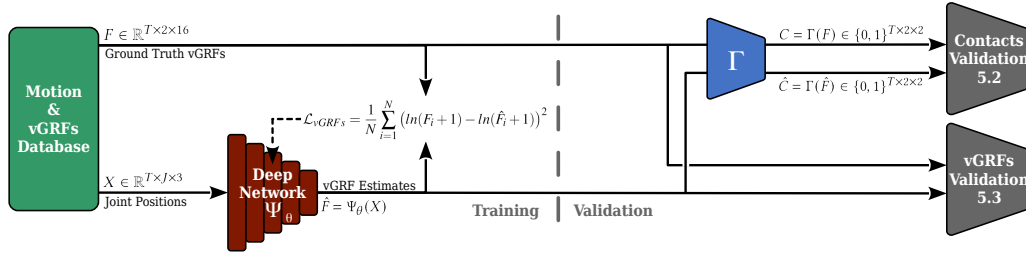 Motion
&
vGRFs
Database
F ∈ ℝ^{T×2×16}
Ground Truth vGRFs
X ∈ ℝ^{T×J×3}
Joint Positions
Deep
Network
Ψ_θ
ℒ_{vGRFs} = \frac{1}{N} \sum_{i=1}^{N} (ln(F_i + 1) − ln(F̂_i + 1))^2
vGRF Estimates
F̂ = Ψ_θ(X)
Training
Validation
Γ
C = Γ(F) ∈ {0, 1}^{T×2×2}
Ĉ = Γ(F̂) ∈ {0, 1}^{T×2×2}
Contacts
Validation
5.2
vGRFs
Validation
5.3